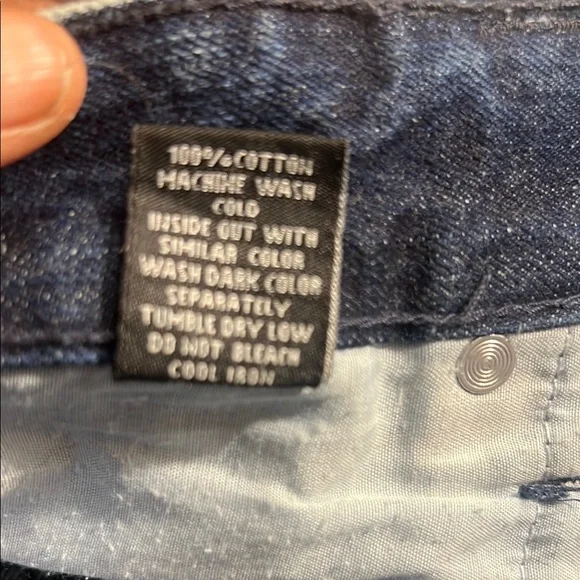 100% COTTON
MACHINE WASH
COLD
INSIDE OUT WITH
SIMILAR COLOR
WASH DARK COLOR
SEPARATELY
TUMBLE DRY LOW
DO NOT BLEACH
COOL IRON